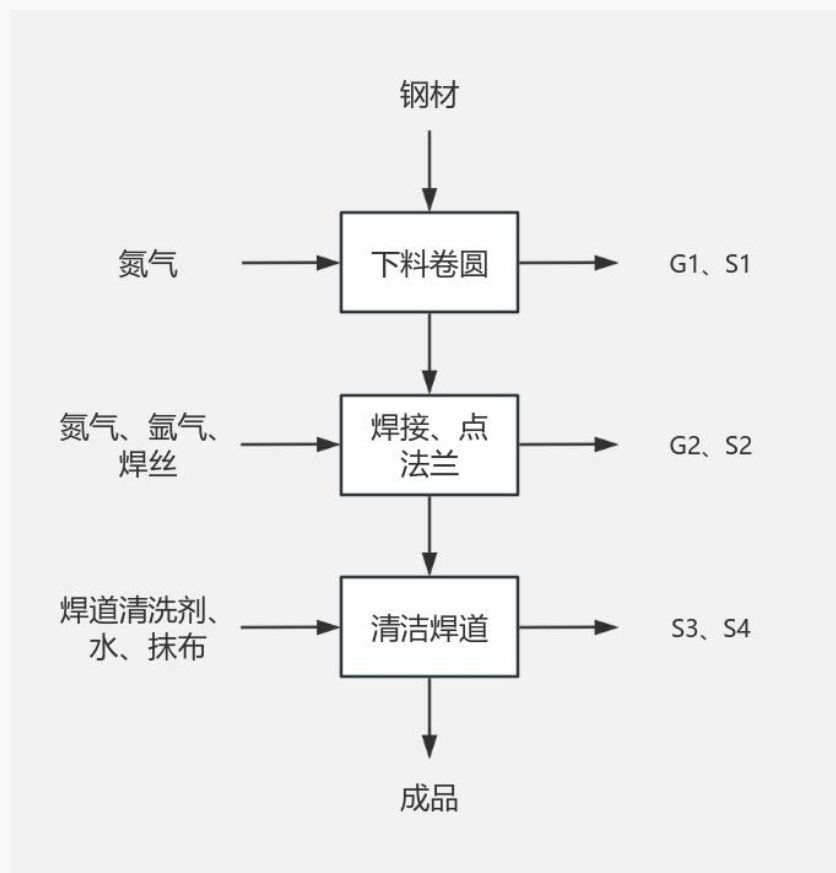 钢材
氮气
下料卷圆
G1、S1
氮气、氩气、
焊丝
焊接、点
法兰
G2、S2
焊道清洗剂、
水、抹布
清洁焊道
S3、S4
成品